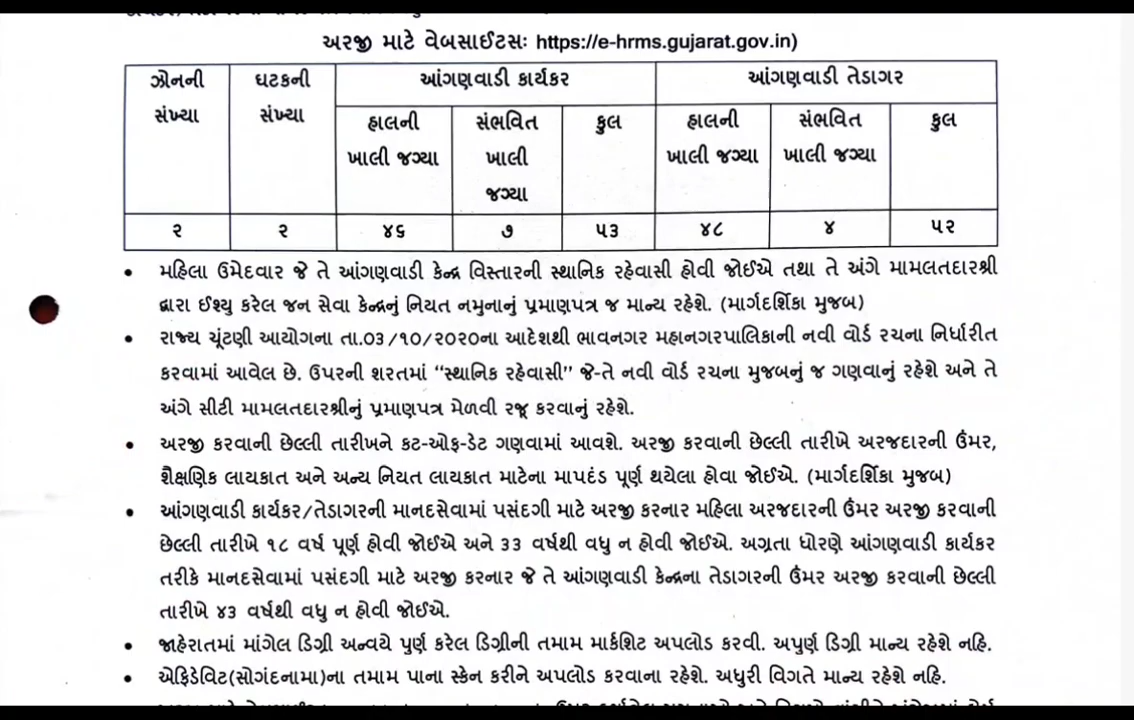 અરજી માટે વેબસાઈટસઃ https://e-hrms.gujarat.gov.in)
ઝોનની સંખ્યા ઘટકની સંખ્યા આંગણવાડી કાર્યકર આંગણવાડી તેડાગર
હાલની ખાલી જગ્યા સંભવિત ખાલી જગ્યા કુલ હાલની ખાલી જગ્યા સંભવિત ખાલી જગ્યા કુલ
૨ ૨ ૪૬ ૭ ૫૩ ૪૮ ૪ ૫૨
• મહિલા ઉમેદવાર જે તે આંગણવાડી કેન્દ્ર વિસ્તારની સ્થાનિક રહેવાસી હોવી જોઈએ તથા તે અંગે મામલતદારશ્રી
દ્વારા ઈશ્યુ કરેલ જન સેવા કેન્દ્રનું નિયત નમુનાનું પ્રમાણપત્ર જ માન્ય રહેશે. (માર્ગદર્શિકા મુજબ)
• રાજ્ય ચૂંટણી આયોગના તા.૦૩/૧૦/૨૦૨૦ના આદેશથી ભાવનગર મહાનગરપાલિકાની નવી વોર્ડ રચના નિર્ધારીત
કરવામાં આવેલ છે. ઉપરની શરતમાં “સ્થાનિક રહેવાસી” જે-તે નવી વોર્ડ રચના મુજબનું જ ગણવાનું રહેશે અને તે
અંગે સીટી મામલતદારશ્રીનું પ્રમાણપત્ર મેળવી રજૂ કરવાનું રહેશે.
• અરજી કરવાની છેલ્લી તારીખને કટ-ઓફ-ડેટ ગણવામાં આવશે. અરજી કરવાની છેલ્લી તારીખે અરજદારની ઉંમર,
શૈક્ષણિક લાયકાત અને અન્ય નિયત લાયકાત માટેના માપદંડ પૂર્ણ થયેલા હોવા જોઈએ. (માર્ગદર્શિકા મુજબ)
• આંગણવાડી કાર્યકર/તેડાગરની માનદસેવામાં પસંદગી માટે અરજી કરનાર મહિલા અરજદારની ઉંમર અરજી કરવાની
છેલ્લી તારીખે ૧૮ વર્ષ પૂર્ણ હોવી જોઈએ અને ૩૩ વર્ષથી વધુ ન હોવી જોઈએ. અગ્રતા ધોરણે આંગણવાડી કાર્યકર
તરીકે માનદસેવામાં પસંદગી માટે અરજી કરનાર જે તે આંગણવાડી કેન્દ્રના તેડાગરની ઉંમર અરજી કરવાની છેલ્લી
તારીખે ૪૩ વર્ષથી વધુ ન હોવી જોઈએ.
• જાહેરાતમાં માંગેલ ડિગ્રી અન્વયે પુર્ણ કરેલ ડિગ્રીની તમામ માર્કશિટ અપલોડ કરવી. અપુર્ણ ડિગ્રી માન્ય રહેશે નહિ.
• એફિડેવિટ(સોગંદનામા)ના તમામ પાના સ્કેન કરીને અપલોડ કરવાના રહેશે. અધુરી વિગતે માન્ય રહેશે નહિ.